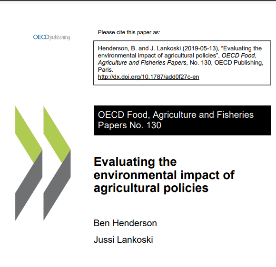 OECDpublishing
Please cite this paper as:
Henderson, B. and J. Lankoski (2019-05-13), "Evaluating the
environmental impact of agricultural policies", OECD Food,
Agriculture and Fisheries Papers, No. 130, OECD Publishing,
Paris.
http://dx.doi.org/10.1787/add0f27c-en
OECD Food, Agriculture and Fisheries
Papers No. 130
Evaluating the
environmental impact of
agricultural policies
Ben Henderson
Jussi Lankoski